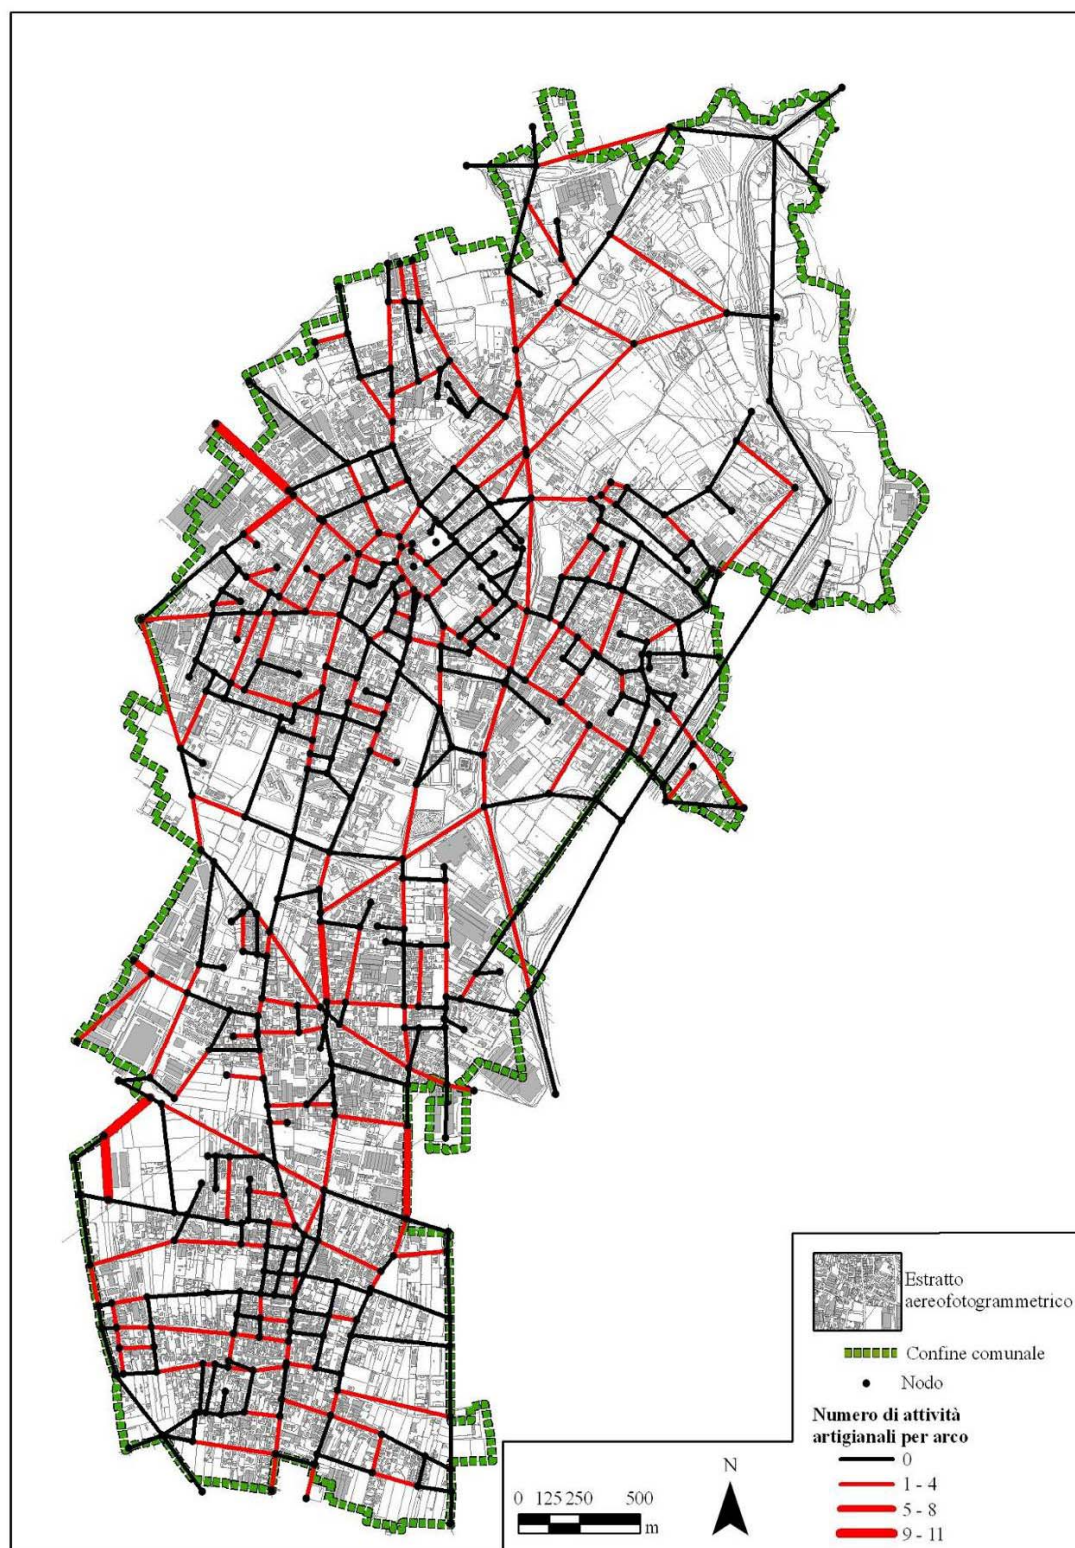 Estratto
aereofotogrammetrico
Confine comunale
Nodo
Numero di attività
artigianali per arco
0
1 - 4
5 - 8
9 - 11
N
0 125 250 500
m